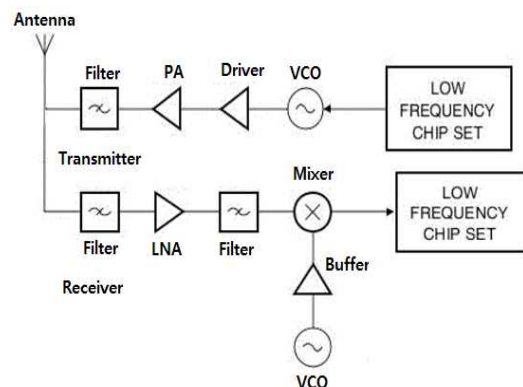 Antenna
Filter
PA
Driver
VCO
LOW
FREQUENCY
CHIP SET
Transmitter
Mixer
LOW
FREQUENCY
CHIP SET
Filter
LNA
Filter
Buffer
Receiver
VCO